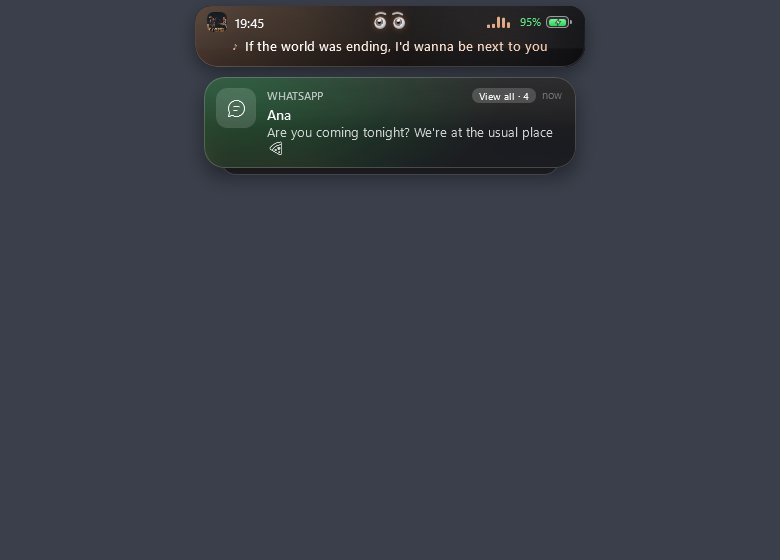 19:45
95%
♪ If the world was ending, I'd wanna be next to you
WHATSAPP
View all · 4
now
Ana
Are you coming tonight? We're at the usual place
🍕